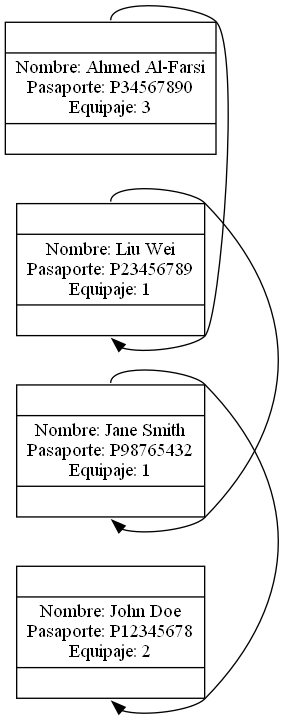 Nombre: Ahmed Al-Farsi
Pasaporte: P34567890
Equipaje: 3
Nombre: Liu Wei
Pasaporte: P23456789
Equipaje: 1
Nombre: Jane Smith
Pasaporte: P98765432
Equipaje: 1
Nombre: John Doe
Pasaporte: P12345678
Equipaje: 2